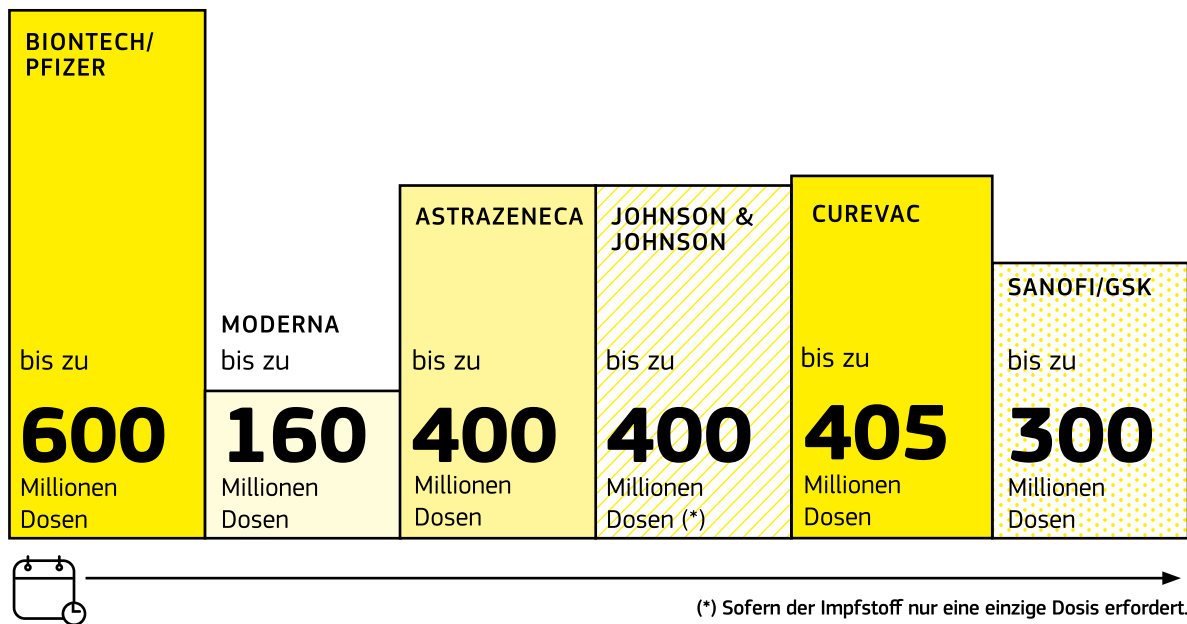 BIONTECH/
PFIZER
bis zu
600
Millionen
Dosen
MODERNA
bis zu
160
Millionen
Dosen
ASTRAZENECA
bis zu
400
Millionen
Dosen
JOHNSON &
JOHNSON
bis zu
400
Millionen
Dosen (*)
CUREVAC
bis zu
405
Millionen
Dosen
SANOFI/GSK
bis zu
300
Millionen
Dosen
(*) Sofern der Impfstoff nur eine einzige Dosis erfordert.